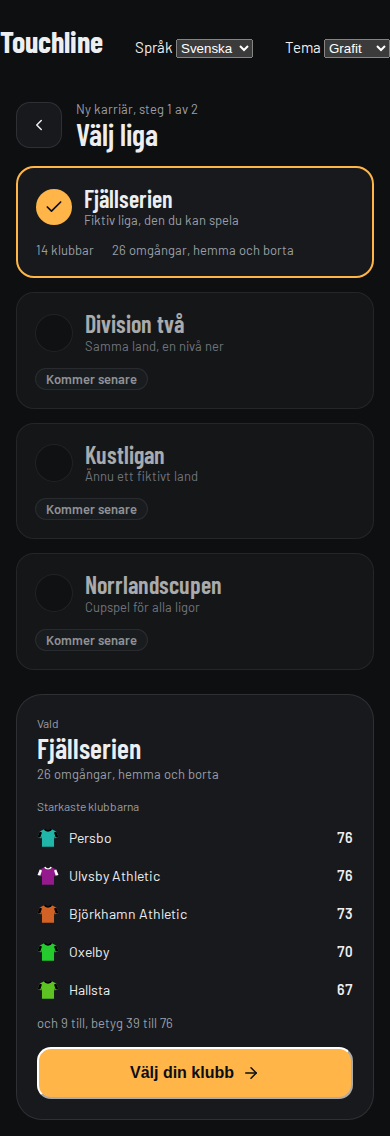 Touchline
Språk Svenska
Tema Grafit
Ny karriär, steg 1 av 2
Välj liga
Fjällserien
Fiktiv liga, den du kan spela
14 klubbar 26 omgångar, hemma och borta
Division två
Samma land, en nivå ner
Kommer senare
Kustligan
Ännu ett fiktivt land
Kommer senare
Norrlandscupen
Cupspel för alla ligor
Kommer senare
Vald
Fjällserien
26 omgångar, hemma och borta
Starkaste klubbarna
Persbo 76
Ulvsby Athletic 76
Björkhamn Athletic 73
Oxelby 70
Hallsta 67
och 9 till, betyg 39 till 76
Välj din klubb